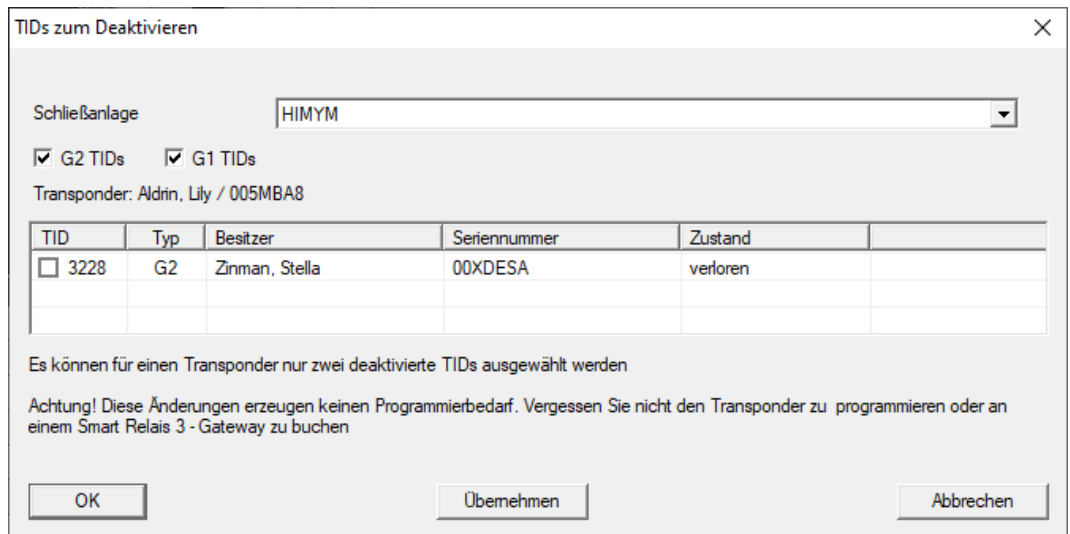 TIDs zum Deaktivieren
Schließanlage HIMYM
G2 TIDs G1 TIDs
Transponder: Aldrin, Lily / 005MBA8
TID Typ Besitzer Seriennummer Zustand
3228 G2 Zinman, Stella 00XDESA verloren
Es können für einen Transponder nur zwei deaktivierte TIDs ausgewählt werden
Achtung! Diese Änderungen erzeugen keinen Programmierbedarf. Vergessen Sie nicht den Transponder zu programmieren oder an
einem Smart Relais 3 - Gateway zu buchen
OK Übernehmen Abbrechen